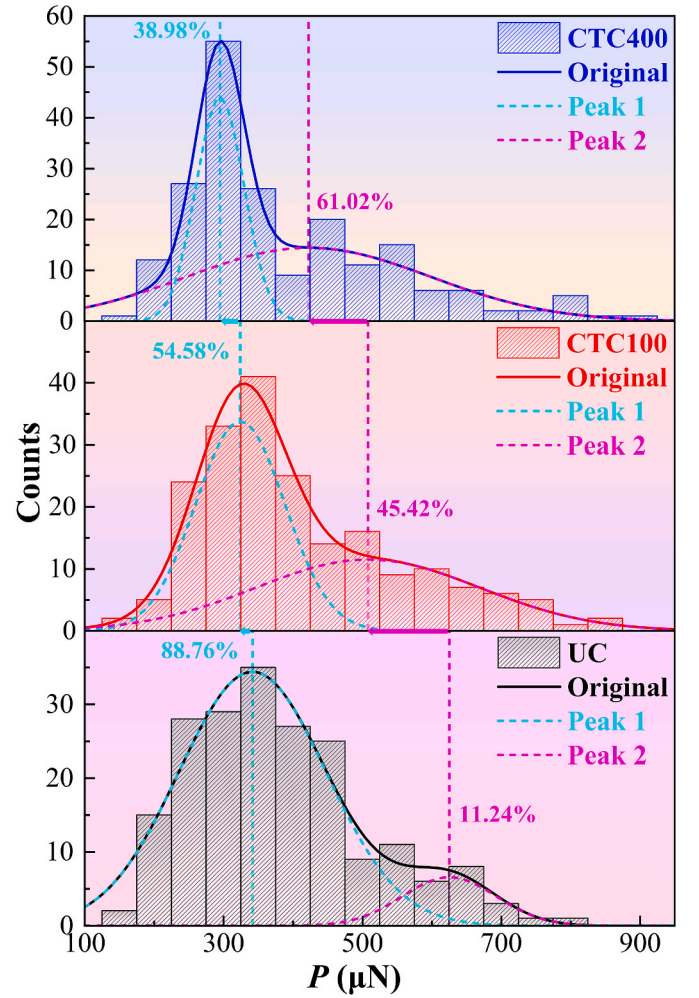 60
50
40
30
20
10
0
38.98%
61.02%
CTC400
Original
Peak 1
Peak 2
40
30
20
10
0
54.58%
45.42%
CTC100
Original
Peak 1
Peak 2
Counts
30
20
10
0
88.76%
11.24%
UC
Original
Peak 1
Peak 2
100 300 500 700 900
P (μN)